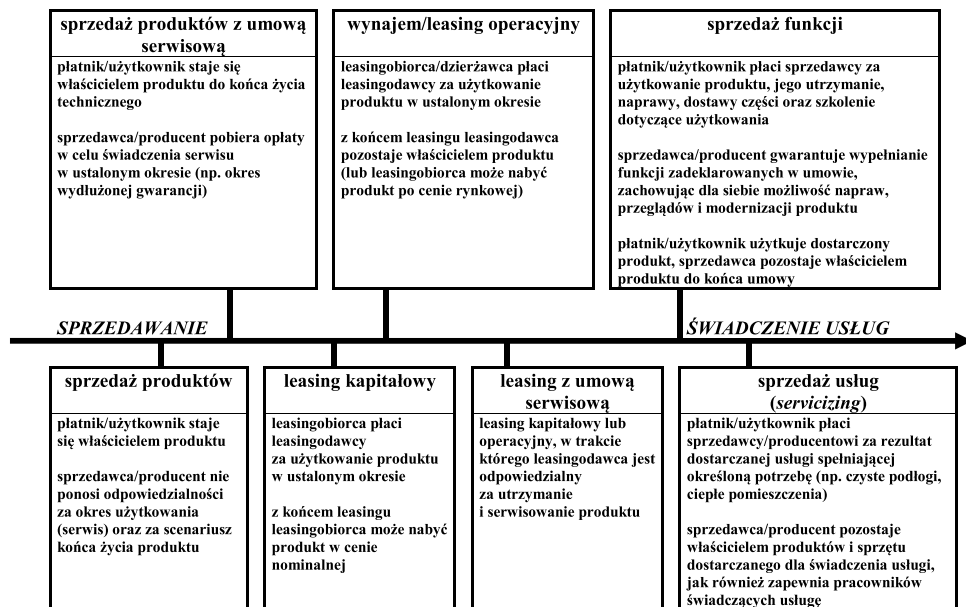 sprzedaż produktów z umową
serwisową
płatnik/użytkownik staje się
właścicielem produktu do końca życia
technicznego
sprzedawca/producent pobiera opłaty
w celu świadczenia serwisu
w ustalonym okresie (np. okres
wydłużonej gwarancji)
wynajem/leasing operacyjny
leasingobiorca/dzierżawca płaci
leasingodawcy za użytkowanie
produktu w ustalonym okresie
z końcem leasingu leasingodawca
pozostaje właścicielem produktu
(lub leasingobiorca może nabyć
produkt po cenie rynkowej)
sprzedaż funkcji
płatnik/użytkownik płaci sprzedawcy za
użytkowanie produktu, jego utrzymanie,
naprawy, dostawy części oraz szkolenie
dotyczące użytkowania
sprzedawca/producent gwarantuje wypełnianie
funkcji zadeklarowanych w umowie,
zachowując dla siebie możliwość napraw,
przeglądów i modernizacji produktu
płatnik/użytkownik użytkuje dostarczony
produkt, sprzedawca pozostaje właścicielem
produktu do końca umowy
SPRZEDAWANIE
ŚWIADCZENIE USŁUG
sprzedaż produktów
płatnik/użytkownik staje
się właścicielem produktu
sprzedawca/producent nie
ponosi odpowiedzialności
za okres użytkowania
(serwis) oraz za scenariusz
końca życia produktu
leasing kapitałowy
leasingobiorca płaci
leasingodawcy
za użytkowanie produktu
w ustalonym okresie
z końcem leasingu
leasingobiorca może nabyć
produkt w cenie
nominalnej
leasing z umową
serwisową
leasing kapitałowy lub
operacyjny, w trakcie
którego leasingodawca jest
odpowiedzialny
za utrzymanie
i serwisowanie produktu
sprzedaż usług
(servicizing)
płatnik/użytkownik płaci
sprzedawcy/producentowi za rezultat
dostarczanej usługi spełniającej
określoną potrzebę (np. czyste podłogi,
ciepłe pomieszczenia)
sprzedawca/producent pozostaje
właścicielem produktów i sprzętu
dostarczanego dla świadczenia usługi,
jak również zapewnia pracowników
świadczących usługę